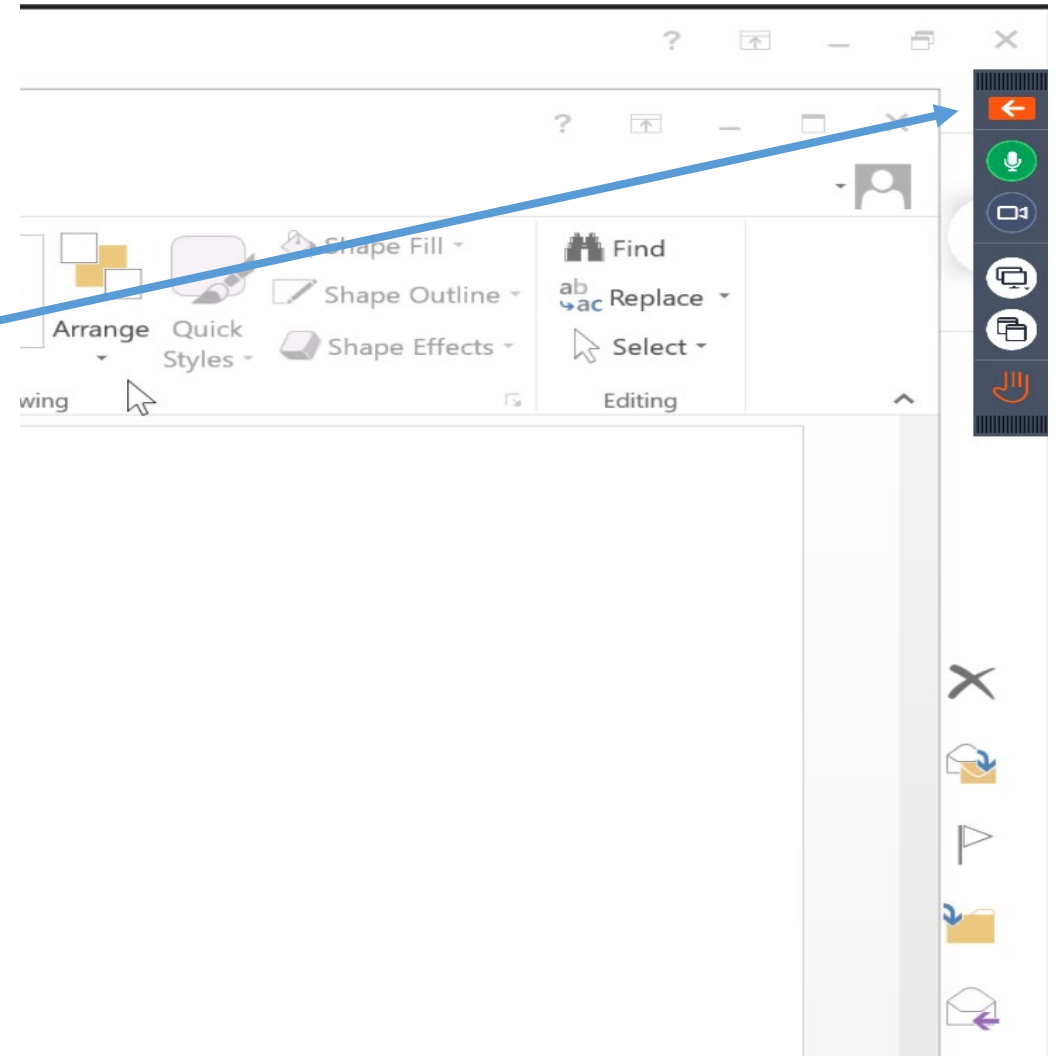 ?
?
Shape Fill
Find
Shape Outline
ab
ac Replace
Arrange Quick
Shape Effects
Select
Styles
wing
Editing